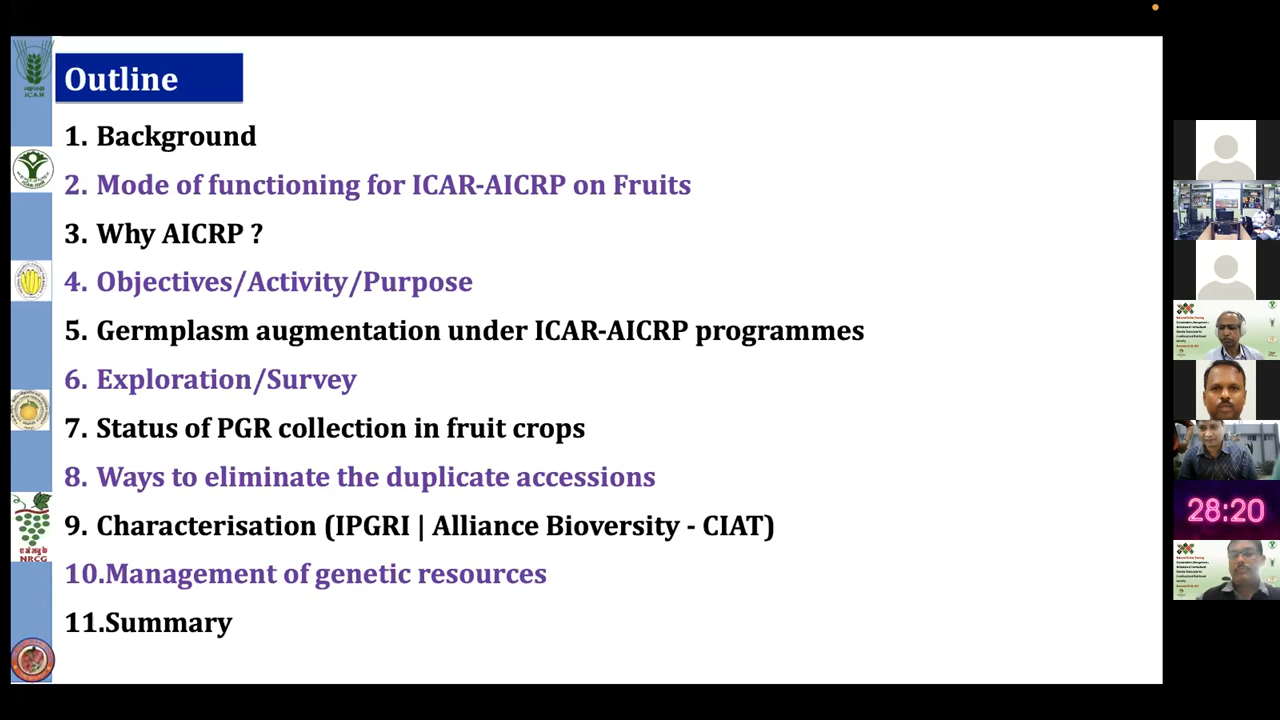 Outline
1. Background
2. Mode of functioning for ICAR-AICRP on Fruits
3. Why AICRP ?
4. Objectives/Activity/Purpose
5. Germplasm augmentation under ICAR-AICRP programmes
6. Exploration/Survey
7. Status of PGR collection in fruit crops
8. Ways to eliminate the duplicate accessions
9. Characterisation (IPGRI | Alliance Bioversity - CIAT)
10.Management of genetic resources
11.Summary
ICAR
NRCG
28:20